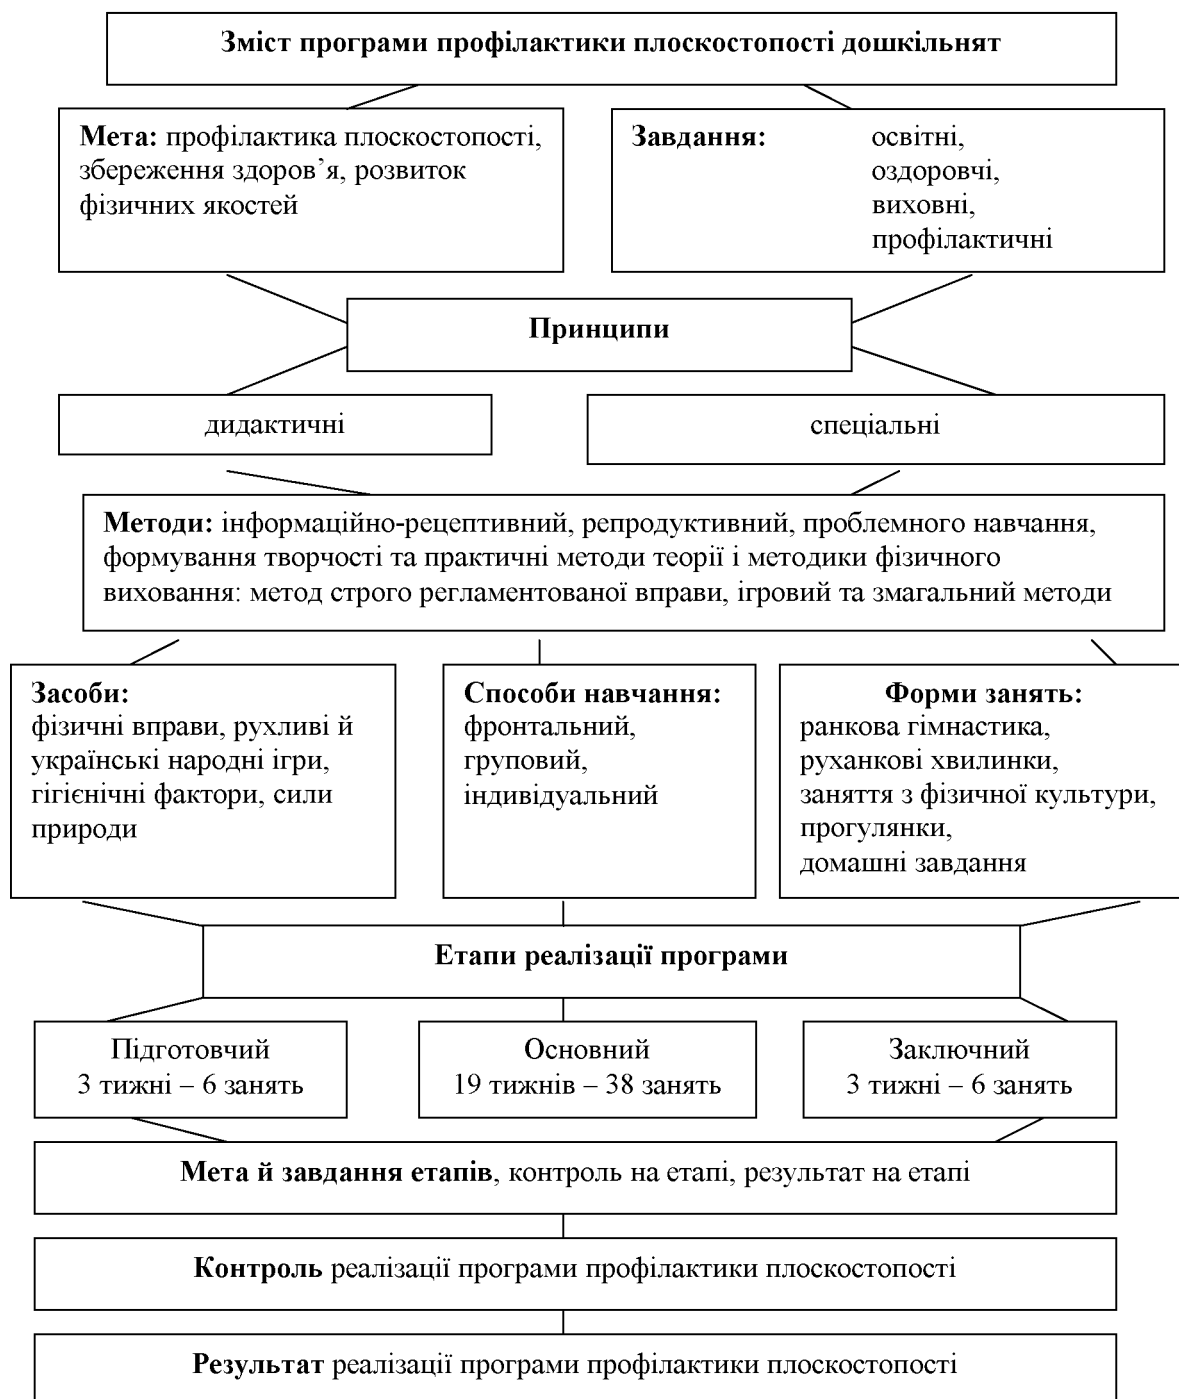 Зміст програми профілактики плоскостопості дошкільнят
Мета: профілактика плоскостопості,
збереження здоров’я, розвиток
фізичних якостей
Завдання: освітні,
оздоровчі,
виховні,
профілактичні
Принципи
дидактичні
спеціальні
Методи: інформаційно-рецептивний, репродуктивний, проблемного навчання,
формування творчості та практичні методи теорії і методики фізичного
виховання: метод строго регламентованої вправи, ігровий та змагальний методи
Засоби:
фізичні вправи, рухливі й
українські народні ігри,
гігієнічні фактори, сили
природи
Способи навчання:
фронтальний,
груповий,
індивідуальний
Форми занять:
ранкова гімнастика,
руханкові хвилинки,
заняття з фізичної культури,
прогулянки,
домашні завдання
Етапи реалізації програми
Підготовчий
3 тижні – 6 занять
Основний
19 тижнів – 38 занять
Заключний
3 тижні – 6 занять
Мета й завдання етапів, контроль на етапі, результат на етапі
Контроль реалізації програми профілактики плоскостопості
Результат реалізації програми профілактики плоскостопості